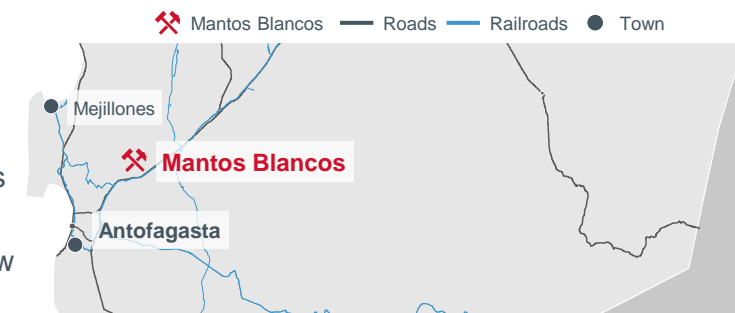 Mantos Blancos Roads Railroads Town
Mejillones
Mantos Blancos
s
Antofagasta
w